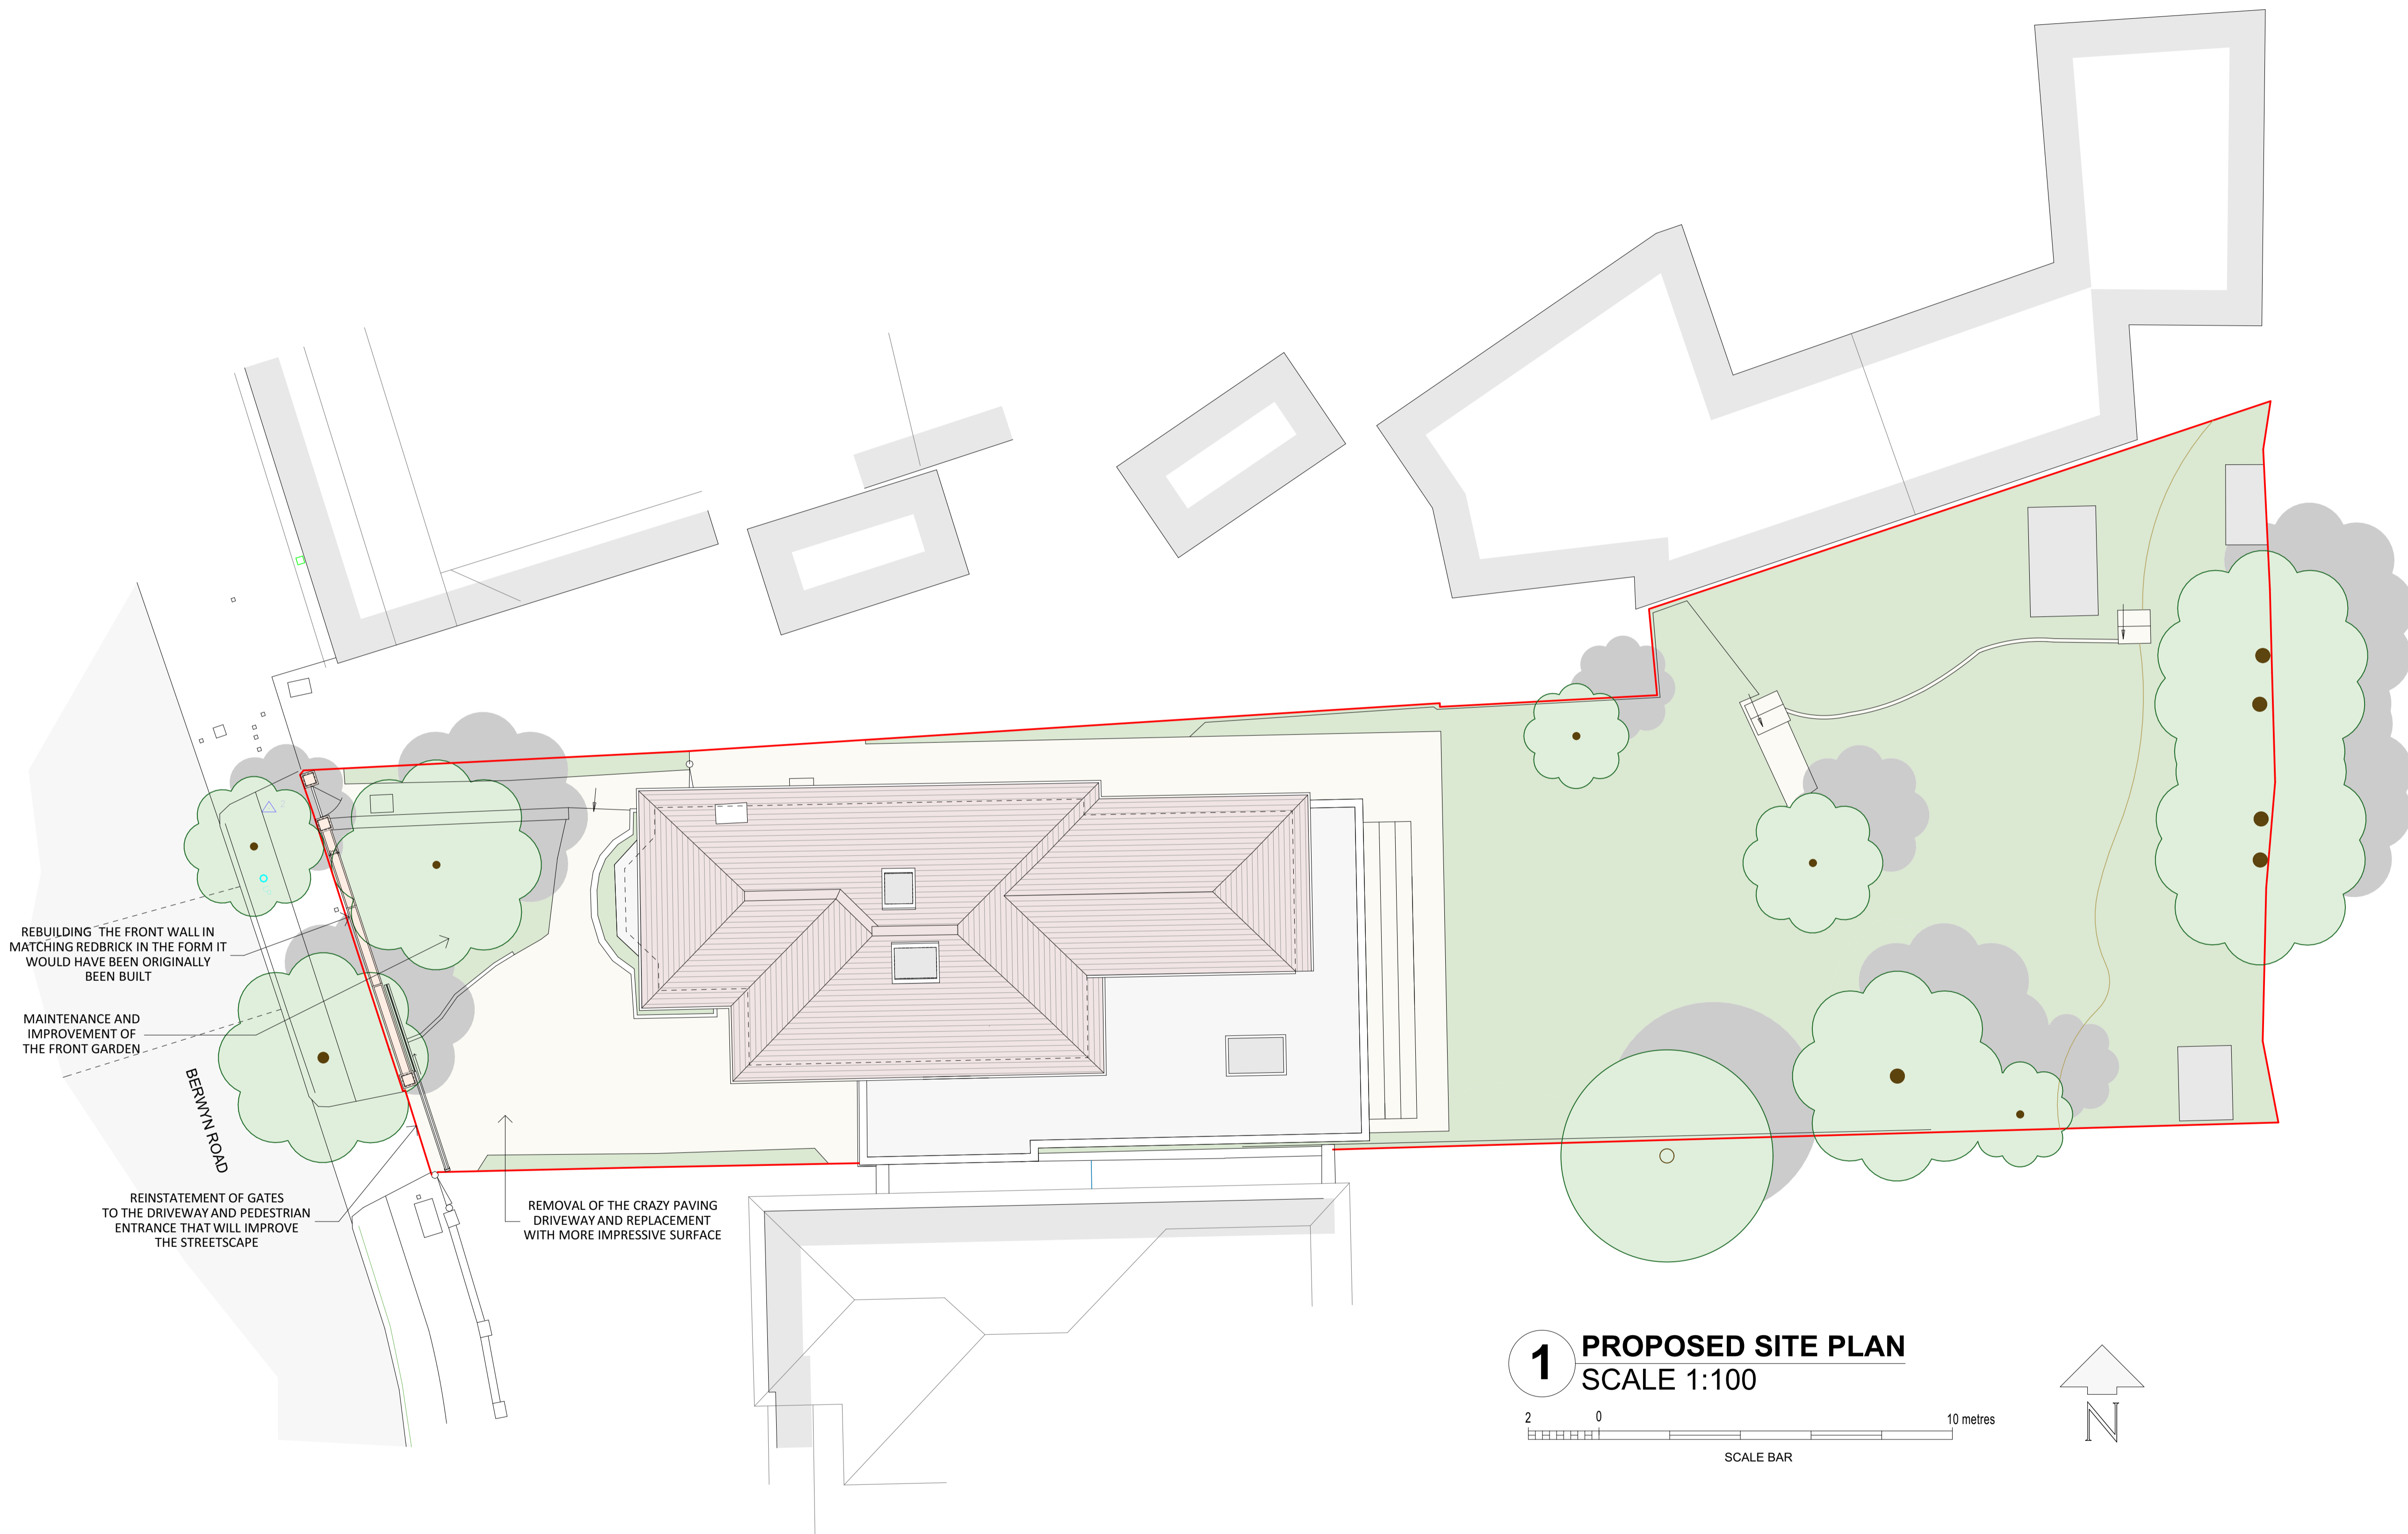 REBUILDING THE FRONT WALL IN
MATCHING REDBRICK IN THE FORM IT
WOULD HAVE BEEN ORIGINALLY
BEEN BUILT
MAINTENANCE AND
IMPROVEMENT OF
THE FRONT GARDEN
BERWYN ROAD
REINSTATEMENT OF GATES
TO THE DRIVEWAY AND PEDESTRIAN
ENTRANCE THAT WILL IMPROVE
THE STREETSCAPE
REMOVAL OF THE CRAZY PAVING
DRIVEWAY AND REPLACEMENT
WITH MORE IMPRESSIVE SURFACE
1 PROPOSED SITE PLAN
SCALE 1:100
2 0 10 metres
SCALE BAR
N